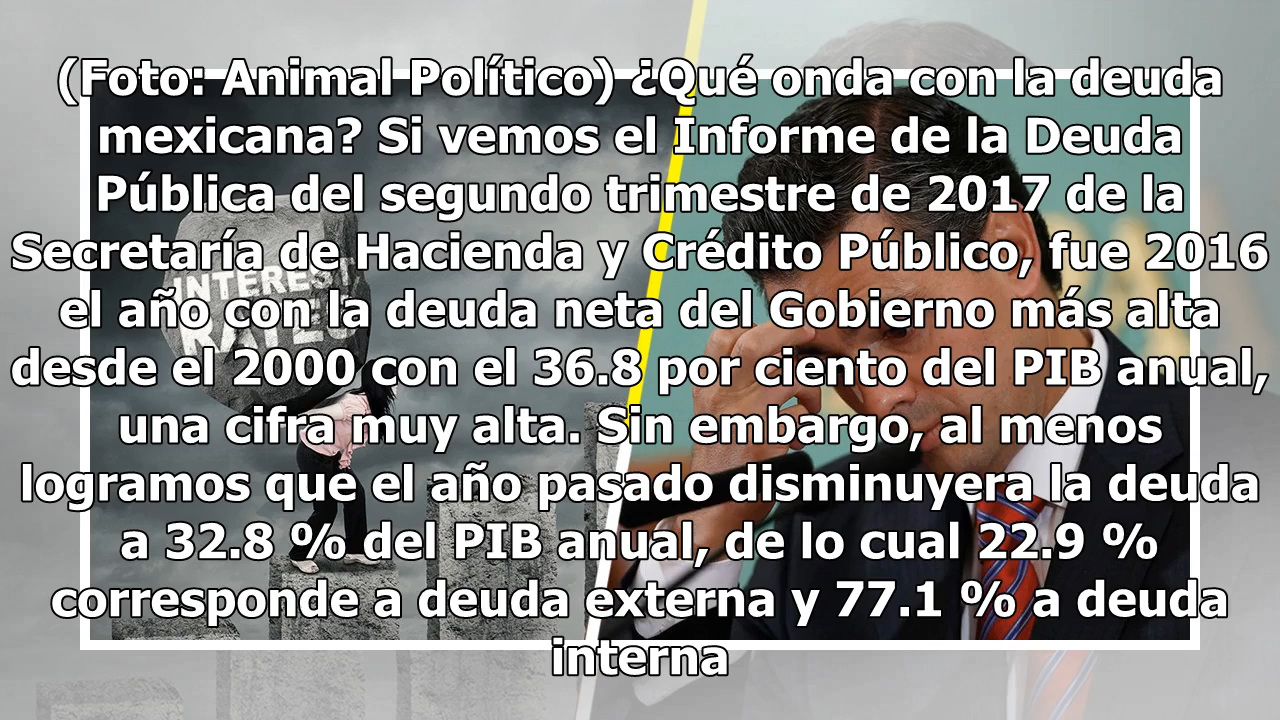 (Foto: Animal Político) ¿Qué onda con la deuda
mexicana? Si vemos el Informe de la Deuda
Pública del segundo trimestre de 2017 de la
Secretaría de Hacienda y Crédito Público, fue 2016
el año con la deuda neta del Gobierno más alta
desde el 2000 con el 36.8 por ciento del PIB anual,
una cifra muy alta. Sin embargo, al menos
logramos que el año pasado disminuyera la deuda
a 32.8 % del PIB anual, de lo cual 22.9 %
corresponde a deuda externa y 77.1 % a deuda
interna
INTEREST
RATES